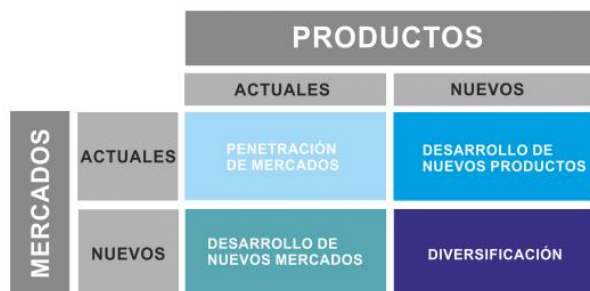 PRODUCTOS
ACTUALES
NUEVOS
MERCADOS
ACTUALES
PENETRACIÓN
DE MERCADOS
DESARROLLO DE
NUEVOS PRODUCTOS
NUEVOS
DESARROLLO DE
NUEVOS MERCADOS
DIVERSIFICACIÓN